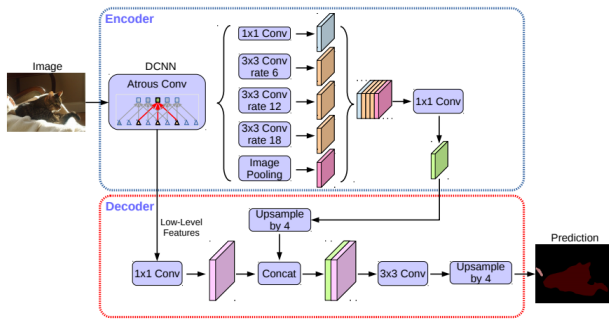 Encoder
Image
DCNN
Atrous Conv
1x1 Conv
3x3 Conv
rate 6
3x3 Conv
rate 12
3x3 Conv
rate 18
Image
Pooling
1x1 Conv
Decoder
Low-Level
Features
Upsample
by 4
1x1 Conv
Concat
3x3 Conv
Upsample
by 4
Prediction